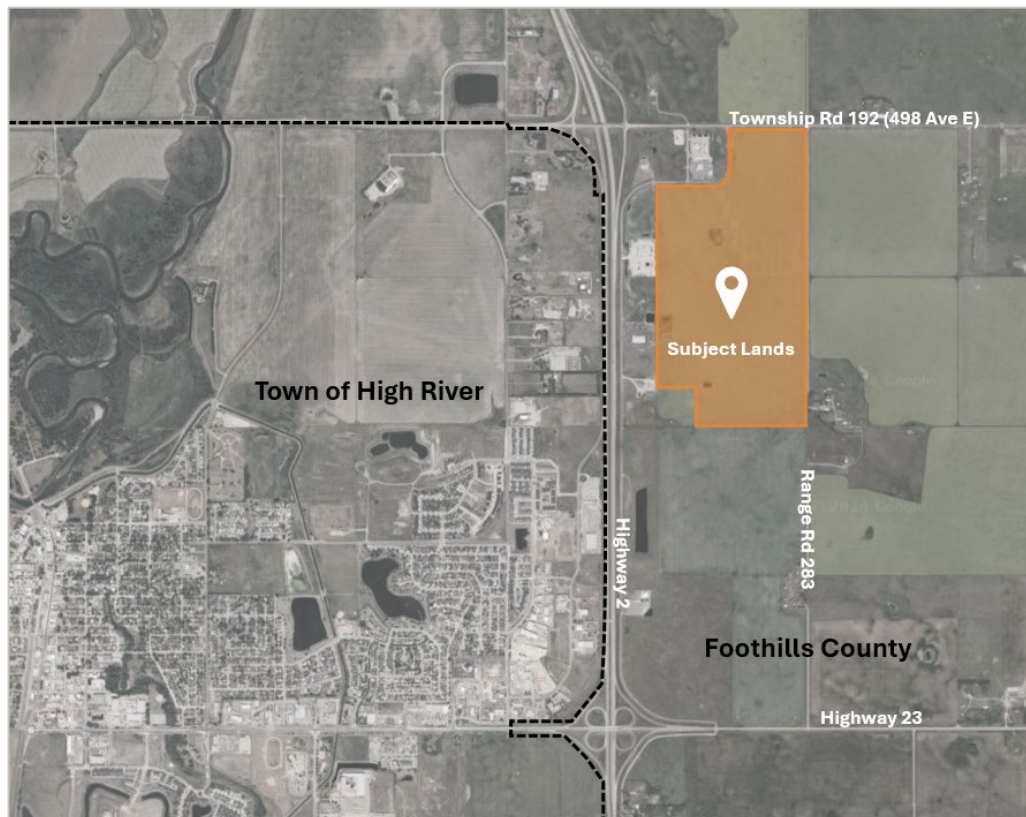 Township Rd 192 (498 Ave E)
Subject Lands
Town of High River
Highway 2
Range Rd 283
Foothills County
Highway 23